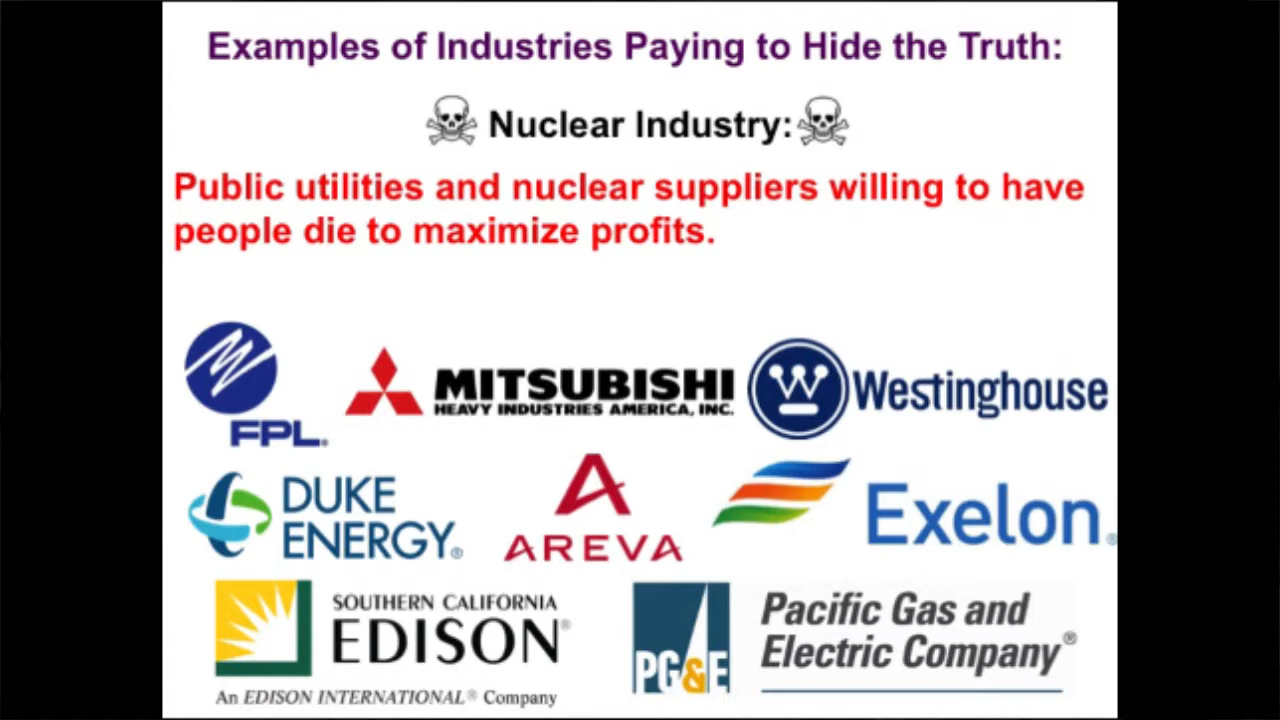 Examples of Industries Paying to Hide the Truth:
Nuclear Industry:
Public utilities and nuclear suppliers willing to have
people die to maximize profits.
FPL®
MITSUBISHI
HEAVY INDUSTRIES AMERICA, INC.
Westinghouse
DUKE
ENERGY®
AREVA
Exelon®
SOUTHERN CALIFORNIA
EDISON®
An EDISON INTERNATIONAL® Company
PG&E
Pacific Gas and
Electric Company®